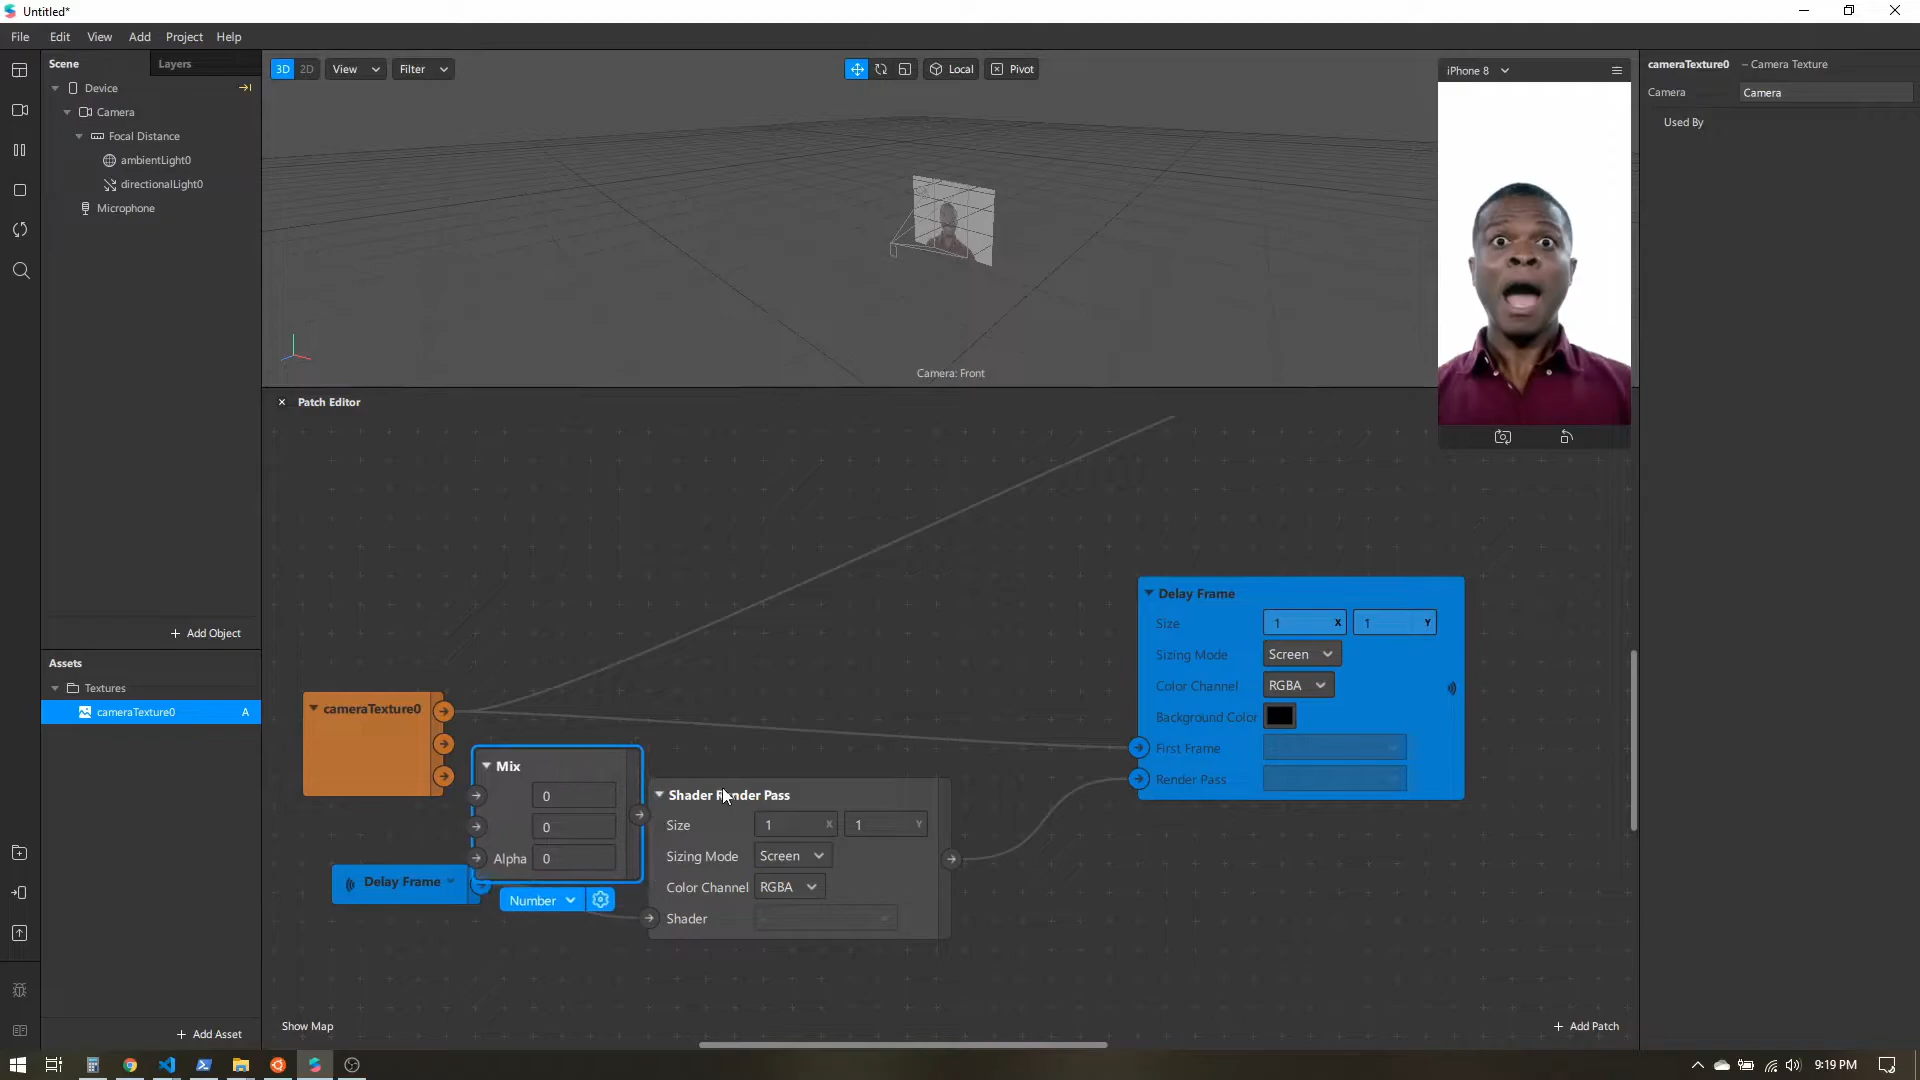 Untitled*
File Edit View Add Project Help
Scene Layers
Device
Camera
Focal Distance
ambientLight0
directionalLight0
Microphone
+ Add Object
Assets
Textures
cameraTexture0 A
+ Add Asset
3D 2D View Filter Local Pivot
Camera: Front
iPhone 8
cameraTexture0 – Camera Texture
Camera Camera
Used By
× Patch Editor
cameraTexture0
Mix
0
0
Alpha 0
Number
Delay Frame
Shader Render Pass
Size 1 X 1 Y
Sizing Mode Screen
Color Channel RGBA
Shader
Delay Frame
Size 1 X 1 Y
Sizing Mode Screen
Color Channel RGBA
Background Color
First Frame
Render Pass
Show Map
+ Add Patch
9:19 PM